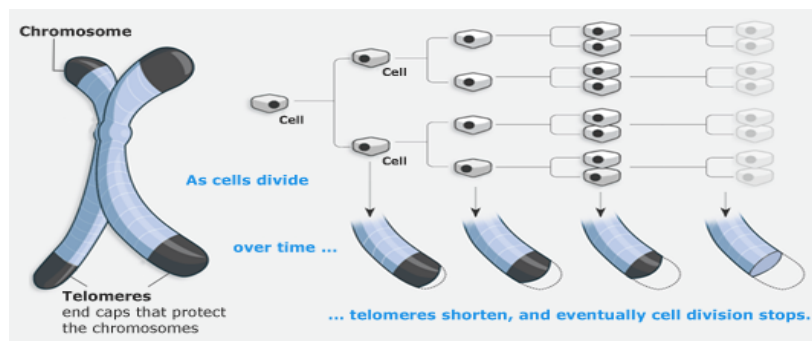 Chromosome
Cell
Cell
Cell
As cells divide
over time ...
Telomeres
end caps that protect
the chromosomes
... telomeres shorten, and eventually cell division stops.